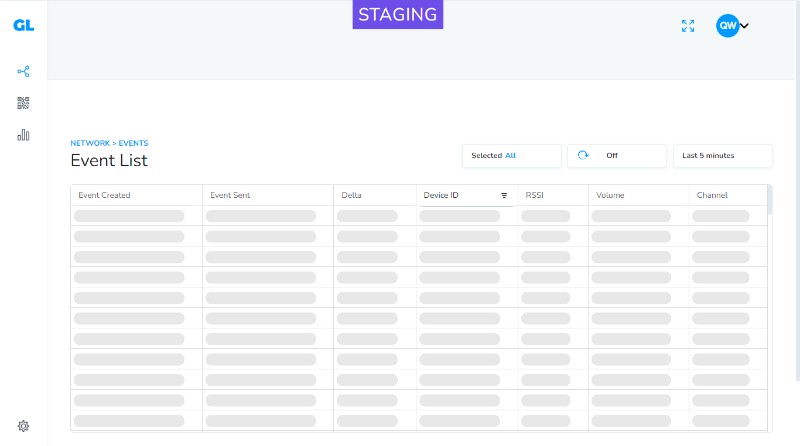 STAGING
GL
QW
NETWORK > EVENTS
Event List
Selected All
Off
Last 5 minutes
Event Created Event Sent Delta Device ID RSSI Volume Channel